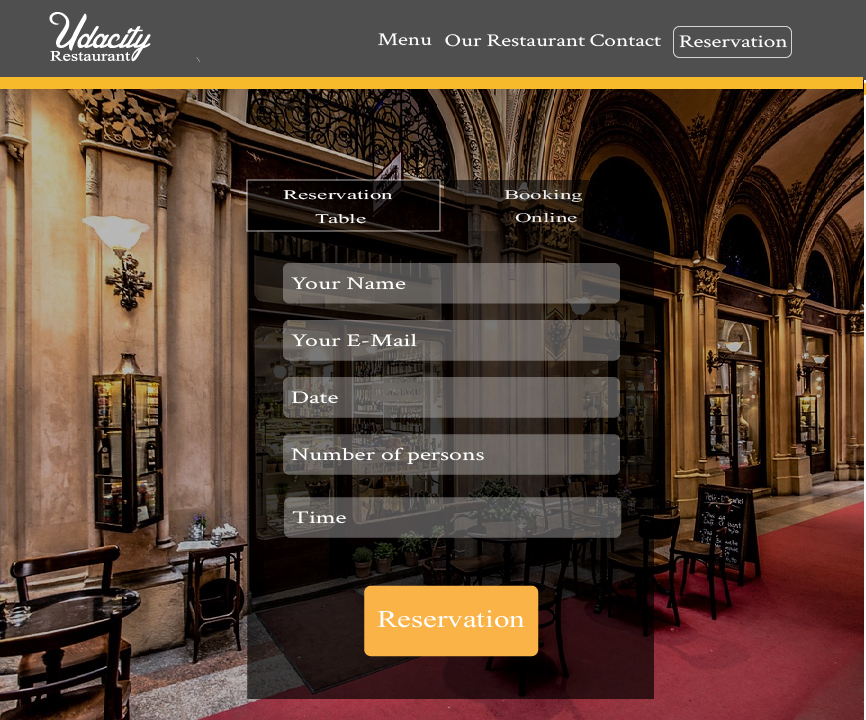 Udacity
Restaurant
Menu Our Restaurant Contact Reservation
Reservation
Table
Booking
Online
Your Name
Your E-Mail
Date
Number of persons
Time
Reservation